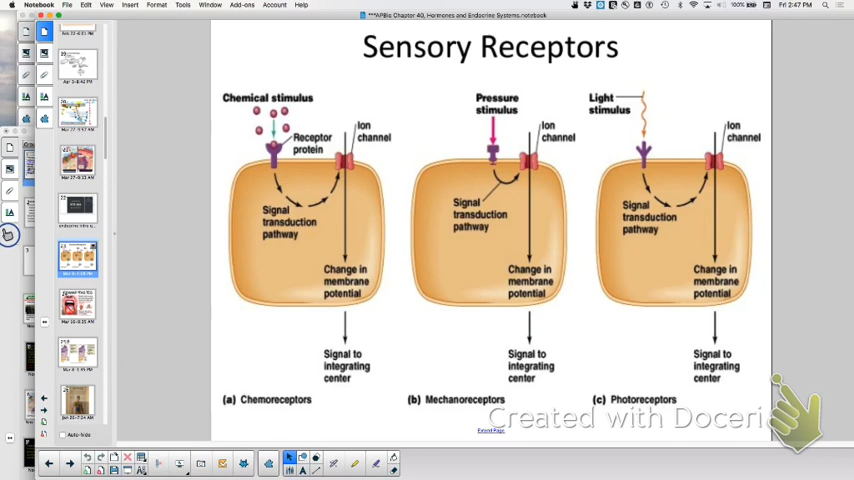 Notebook File Edit View Insert Format Tools Window Add-ons Account Help
100%
Fri 2:47 PM
***APBio Chapter 40, Hormones and Endocrine Systems.notebook
Sensory Receptors
Chemical stimulus
Receptor
protein
Ion
channel
Signal
transduction
pathway
Change in
membrane
potential
Signal to
integrating
center
(a) Chemoreceptors
Pressure
stimulus
Ion
channel
Signal
transduction
pathway
Change in
membrane
potential
Signal to
integrating
center
(b) Mechanoreceptors
Light
stimulus
Ion
channel
Signal
transduction
pathway
Change in
membrane
potential
Signal to
integrating
center
(c) Photoreceptors
Created with Doceri
Extend Page
Auto-hide